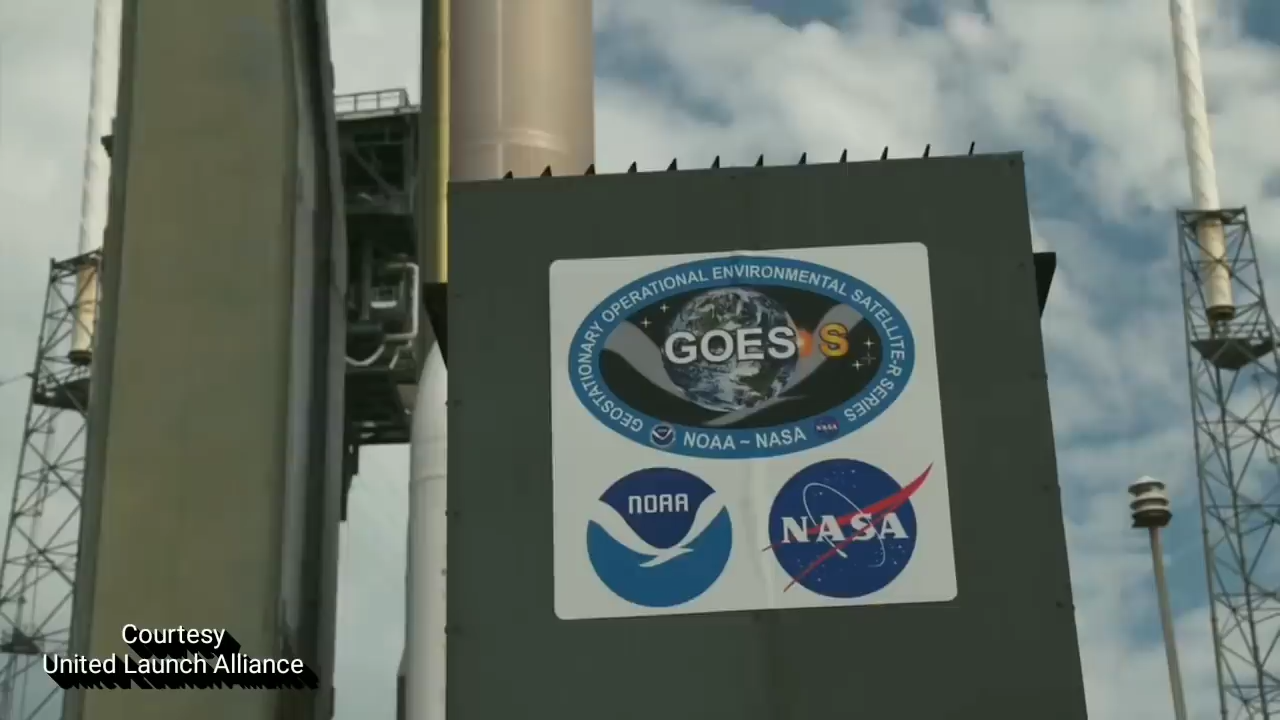 GEOSTATIONARY OPERATIONAL ENVIRONMENTAL SATELLITE-R SERIES
GOES S
NOAA ~ NASA
NOAA
NASA
Courtesy
United Launch Alliance